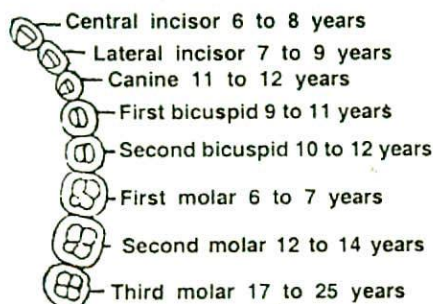 Central incisor 6 to 8 years
Lateral incisor 7 to 9 years
Canine 11 to 12 years
First bicuspid 9 to 11 years
Second bicuspid 10 to 12 years
First molar 6 to 7 years
Second molar 12 to 14 years
Third molar 17 to 25 years